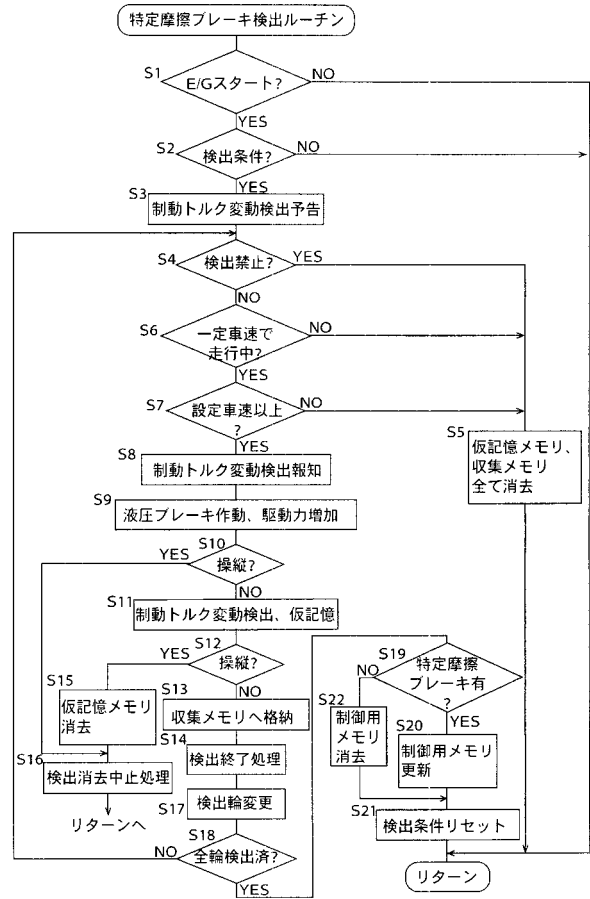 特定摩擦ブレーキ検出ルーチン
S1
E/Gスタート?
NO
YES
S2
検出条件?
NO
YES
S3
制動トルク変動検出予告
S4
検出禁止?
YES
NO
S6
一定車速で
走行中?
NO
YES
S7
設定車速以上
?
NO
YES
S5
仮記憶メモリ、
収集メモリ
全て消去
S8
制動トルク変動検出報知
S9
液圧ブレーキ作動、駆動力増加
S10
操縦?
YES
NO
S11
制動トルク変動検出、仮記憶
S12
操縦?
YES
NO
S15
仮記憶メモリ
消去
S13
収集メモリへ格納
S14
検出終了処理
S16
検出消去中止処理
リターンへ
S17
検出輪変更
S18
全輪検出済?
NO
YES
S19
特定摩擦
ブレーキ有
?
NO
YES
S22
制御用
メモリ
消去
S20
制御用メモリ
更新
S21
検出条件リセット
リターン